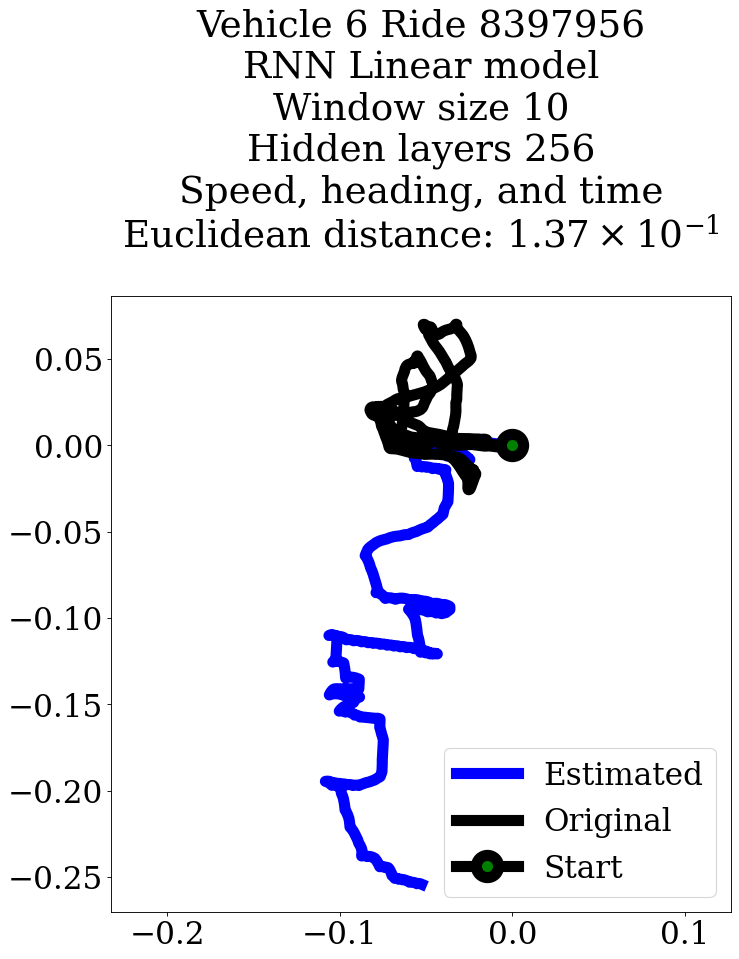 Vehicle 6 Ride 8397956
RNN Linear model
Window size 10
Hidden layers 256
Speed, heading, and time
Euclidean distance: 1.37 × 10⁻¹
0.05
0.00
−0.05
−0.10
−0.15
−0.20
−0.25
Estimated
Original
Start
−0.2
−0.1
0.0
0.1